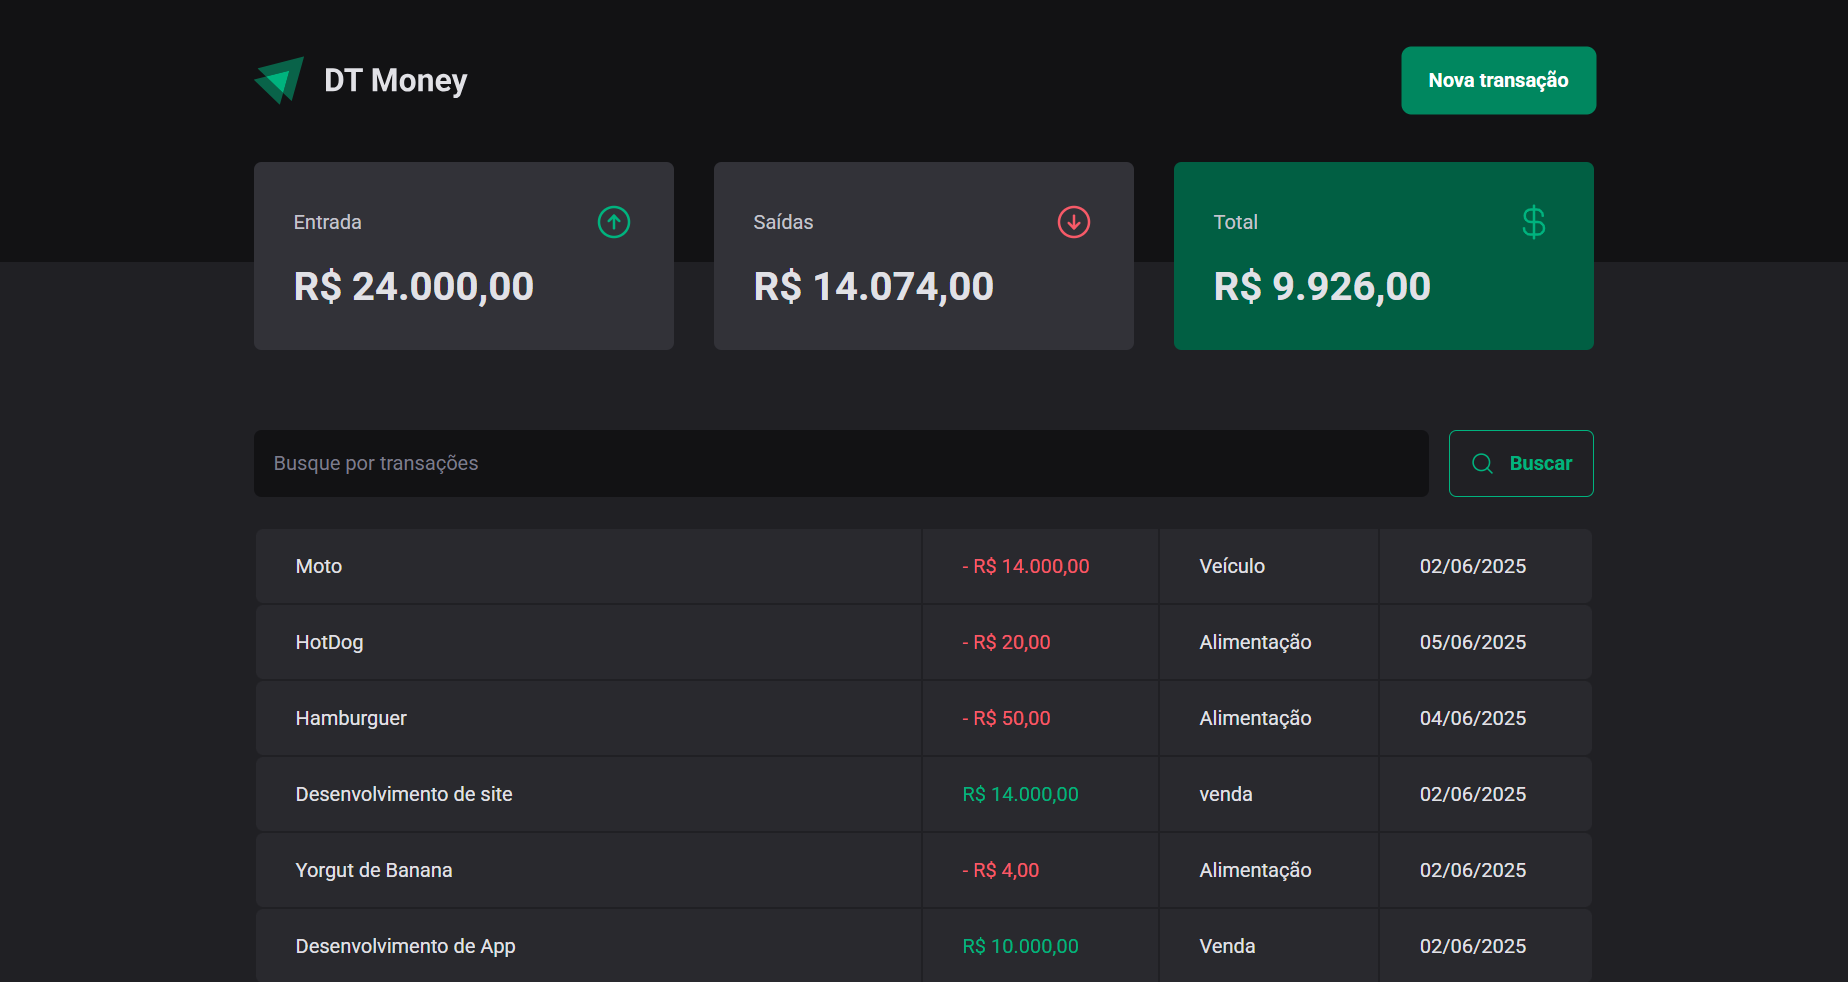 DT Money
Nova transação
Entrada
R$ 24.000,00
Saídas
R$ 14.074,00
Total
$
R$ 9.926,00
Busque por transações
Buscar
Moto - R$ 14.000,00 Veículo 02/06/2025
HotDog - R$ 20,00 Alimentação 05/06/2025
Hamburguer - R$ 50,00 Alimentação 04/06/2025
Desenvolvimento de site R$ 14.000,00 venda 02/06/2025
Yorgut de Banana - R$ 4,00 Alimentação 02/06/2025
Desenvolvimento de App R$ 10.000,00 Venda 02/06/2025